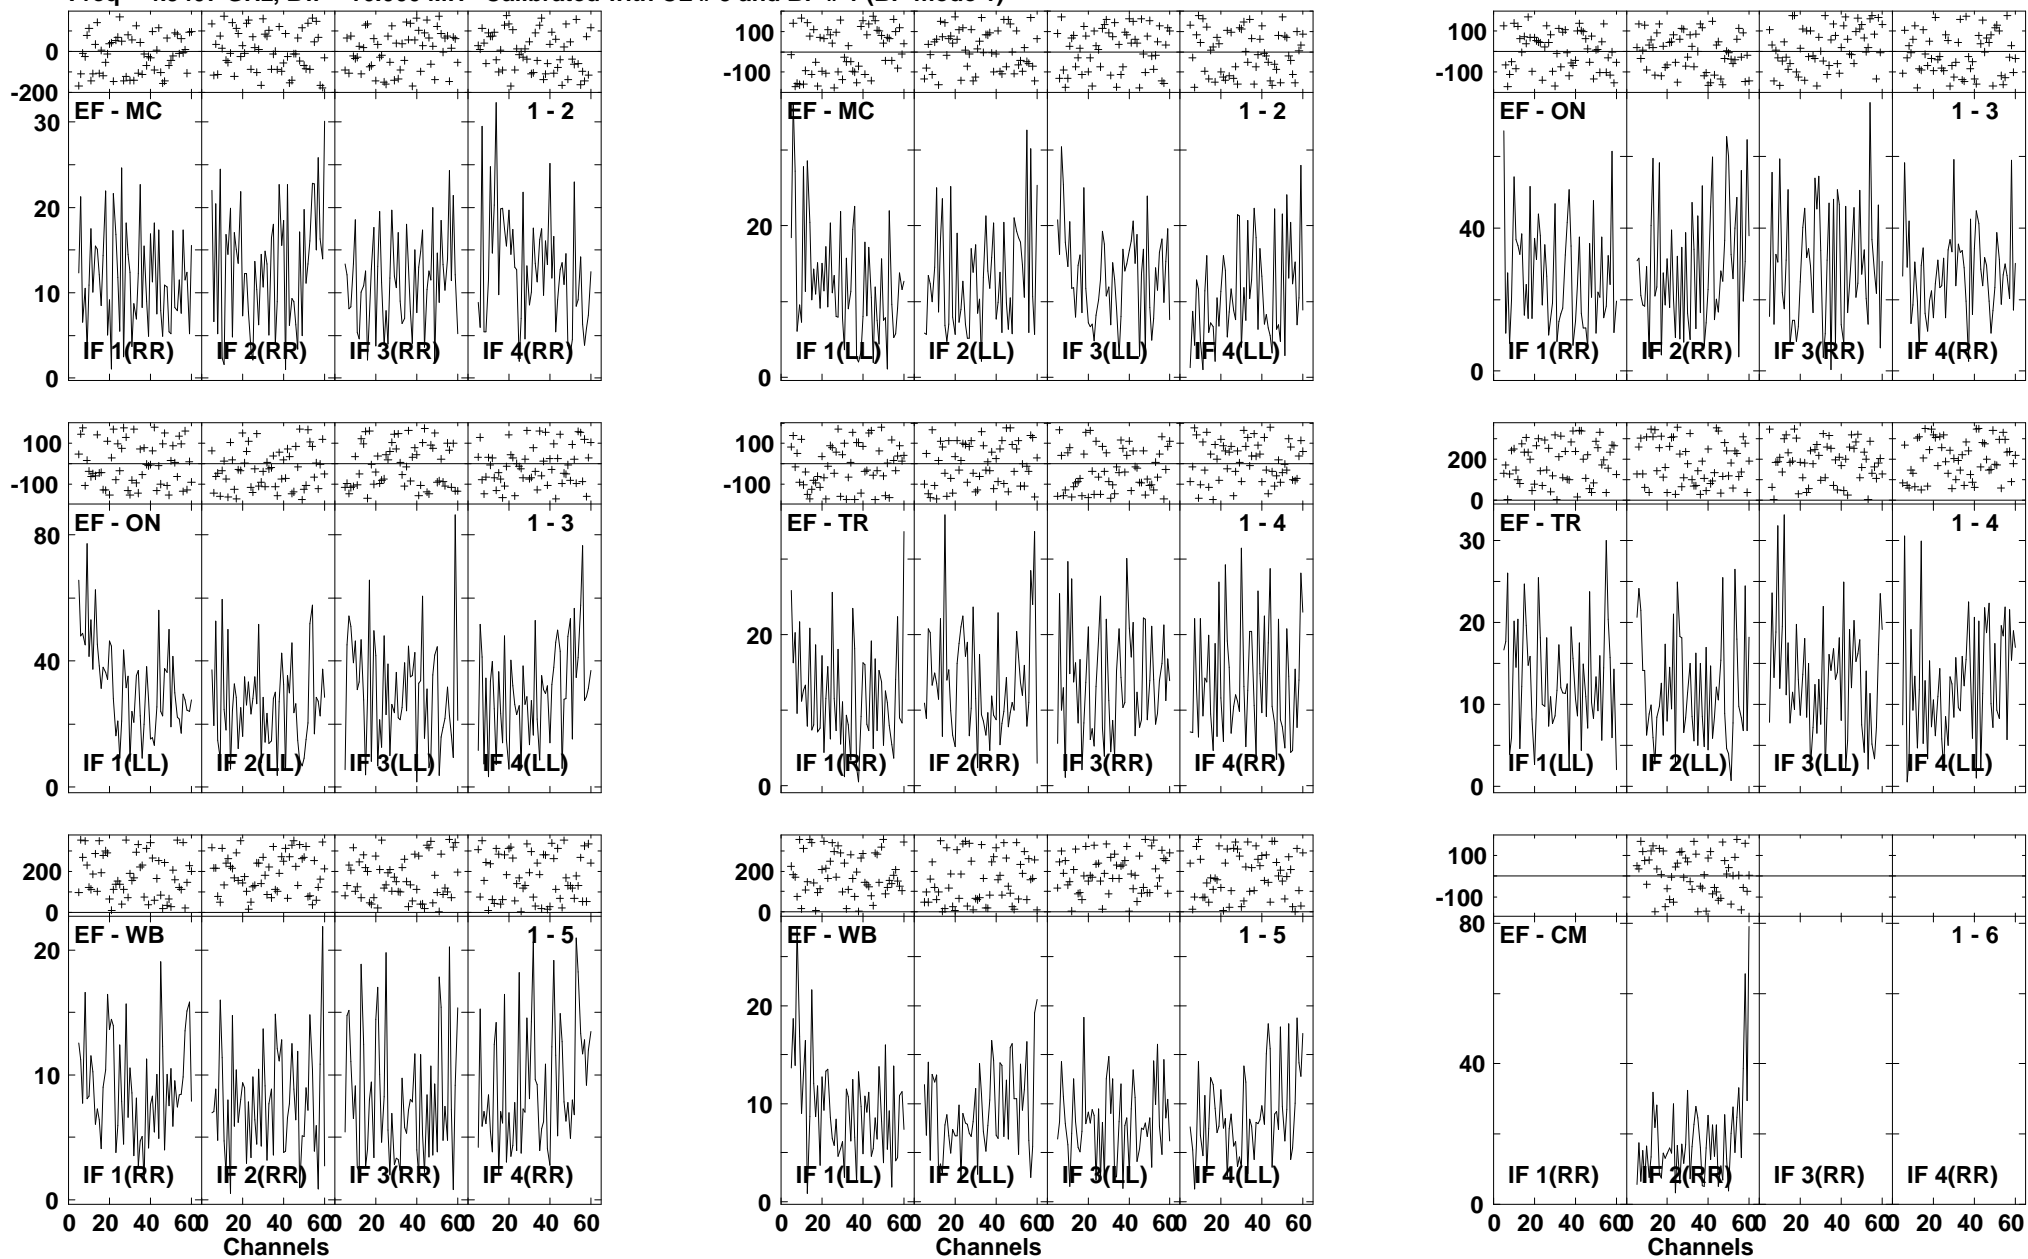 0
-200
100
-100
100
-100
EF - MC 1 - 2
30
20
10
0
IF 1(RR) IF 2(RR) IF 3(RR) IF 4(RR)
EF - MC 1 - 2
20
0
IF 1(LL) IF 2(LL) IF 3(LL) IF 4(LL)
EF - ON 1 - 3
40
0
IF 1(RR) IF 2(RR) IF 3(RR) IF 4(RR)
100
-100
100
-100
200
0
EF - ON 1 - 3
80
40
0
IF 1(LL) IF 2(LL) IF 3(LL) IF 4(LL)
EF - TR 1 - 4
20
0
IF 1(RR) IF 2(RR) IF 3(RR) IF 4(RR)
EF - TR 1 - 4
30
20
10
0
IF 1(LL) IF 2(LL) IF 3(LL) IF 4(LL)
200
0
200
0
100
-100
EF - WB 1 - 5
20
10
0
IF 1(RR) IF 2(RR) IF 3(RR) IF 4(RR)
0 20 40 60 0 20 40 60 0 20 40 60 0 20 40 60
Channels
EF - WB 1 - 5
20
10
0
IF 1(LL) IF 2(LL) IF 3(LL) IF 4(LL)
0 20 40 60 0 20 40 60 0 20 40 60 0 20 40 60
Channels
EF - CM 1 - 6
80
40
0
IF 1(RR) IF 2(RR) IF 3(RR) IF 4(RR)
0 20 40 60 0 20 40 60 0 20 40 60 0 20 40 60
Channels